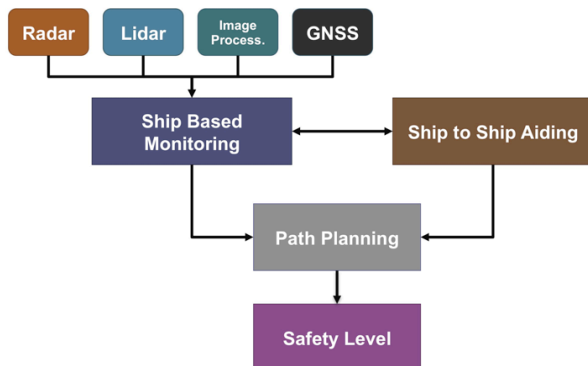 Radar
Lidar
Image
Process.
GNSS
Ship Based
Monitoring
Ship to Ship Aiding
Path Planning
Safety Level